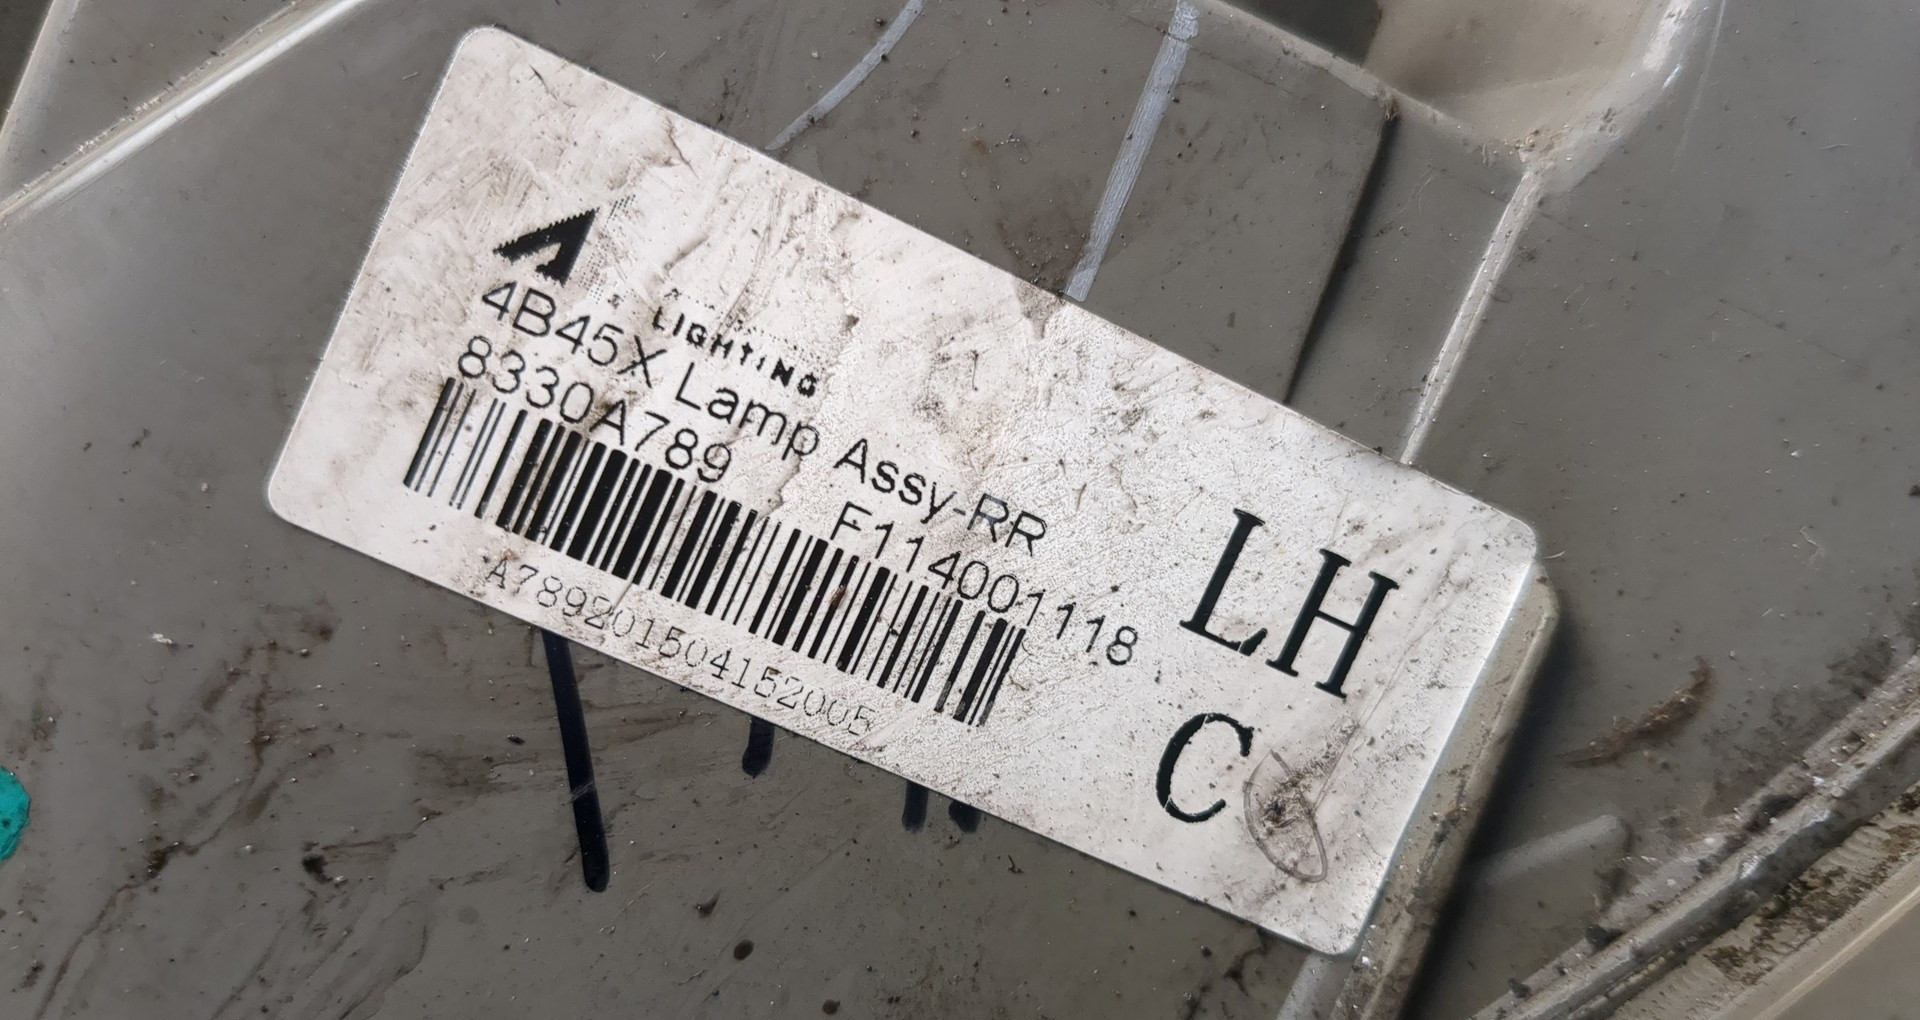 LIGHTING
4B45X Lamp Assy-RR
8330A789
F114001118
A789201504152005
LH
C